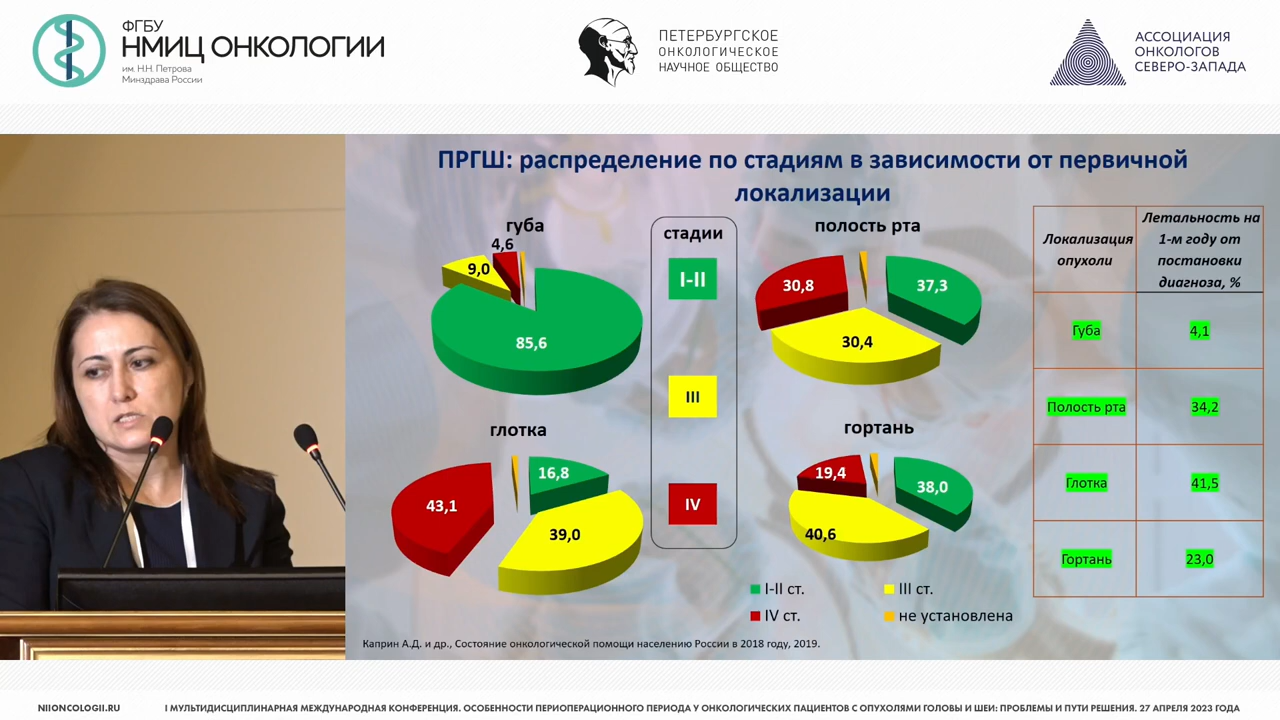 ФГБУ
НМИЦ ОНКОЛОГИИ
им. Н.Н. Петрова
Минздрава России
ПЕТЕРБУРГСКОЕ
ОНКОЛОГИЧЕСКОЕ
НАУЧНОЕ ОБЩЕСТВО
АССОЦИАЦИЯ
ОНКОЛОГОВ
СЕВЕРО-ЗАПАДА
ПРГШ: распределение по стадиям в зависимости от первичной
локализации
губа
4,6
9,0
85,6
стадии
I-II
III
IV
полость рта
30,8
37,3
30,4
глотка
16,8
43,1
39,0
гортань
19,4
38,0
40,6
I-II ст.
III ст.
IV ст.
не установлена
Локализация
опухоли
Летальность на
1-м году от
постановки
диагноза, %
Губа
4,1
Полость рта
34,2
Глотка
41,5
Гортань
23,0
Каприн А.Д. и др., Состояние онкологической помощи населению России в 2018 году, 2019.
NIIONCOLOGII.RU
I МУЛЬТИДИСЦИПЛИНАРНАЯ МЕЖДУНАРОДНАЯ КОНФЕРЕНЦИЯ. ОСОБЕННОСТИ ПЕРИОПЕРАЦИОННОГО ПЕРИОДА У ОНКОЛОГИЧЕСКИХ ПАЦИЕНТОВ С ОПУХОЛЯМИ ГОЛОВЫ И ШЕИ: ПРОБЛЕМЫ И ПУТИ РЕШЕНИЯ. 27 АПРЕЛЯ 2023 ГОДА